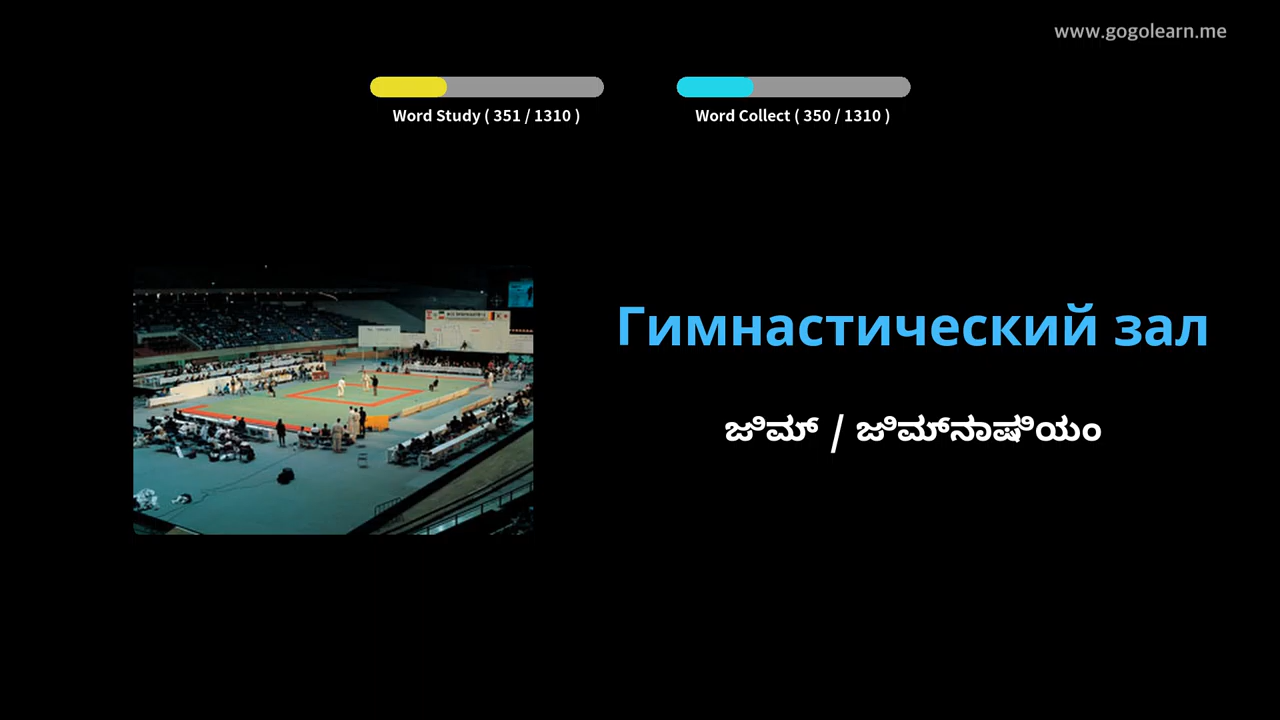 www.gogolearn.me
Word Study ( 351 / 1310 )
Word Collect ( 350 / 1310 )
Гимнастический зал
ಜಿಮ್ / ಜಿಮ್‌ನಾಷಿಯಂ